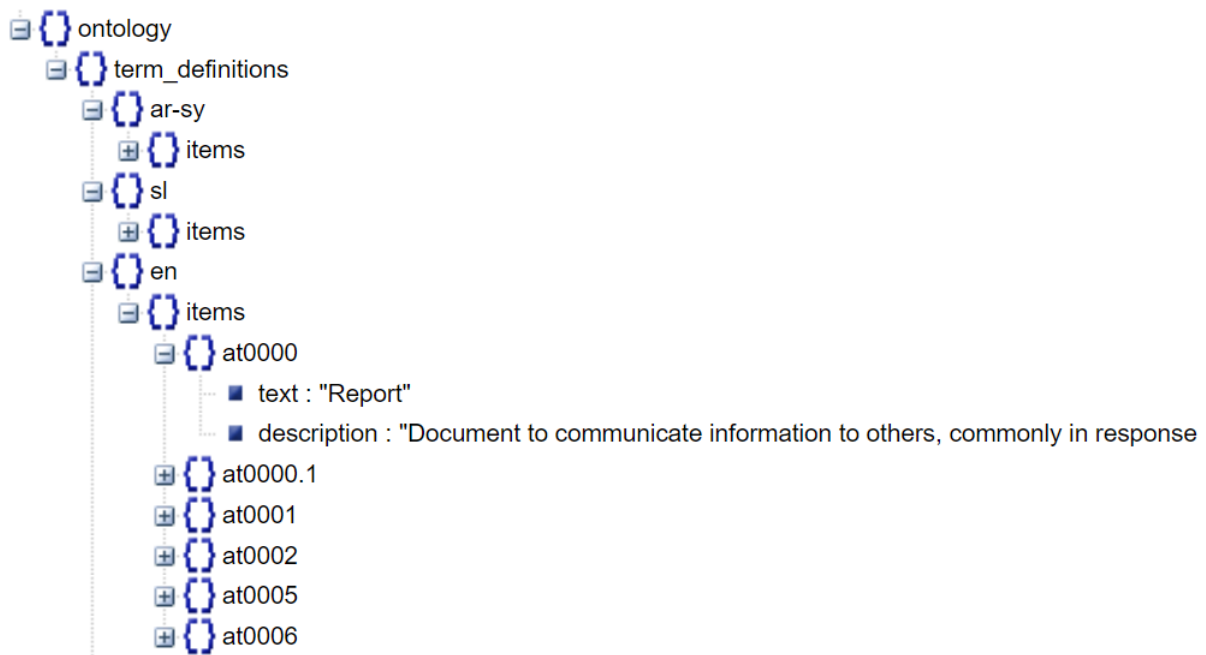 ontology
term_definitions
ar-sy
items
sl
items
en
items
at0000
text : "Report"
description : "Document to communicate information to others, commonly in response
at0000.1
at0001
at0002
at0005
at0006